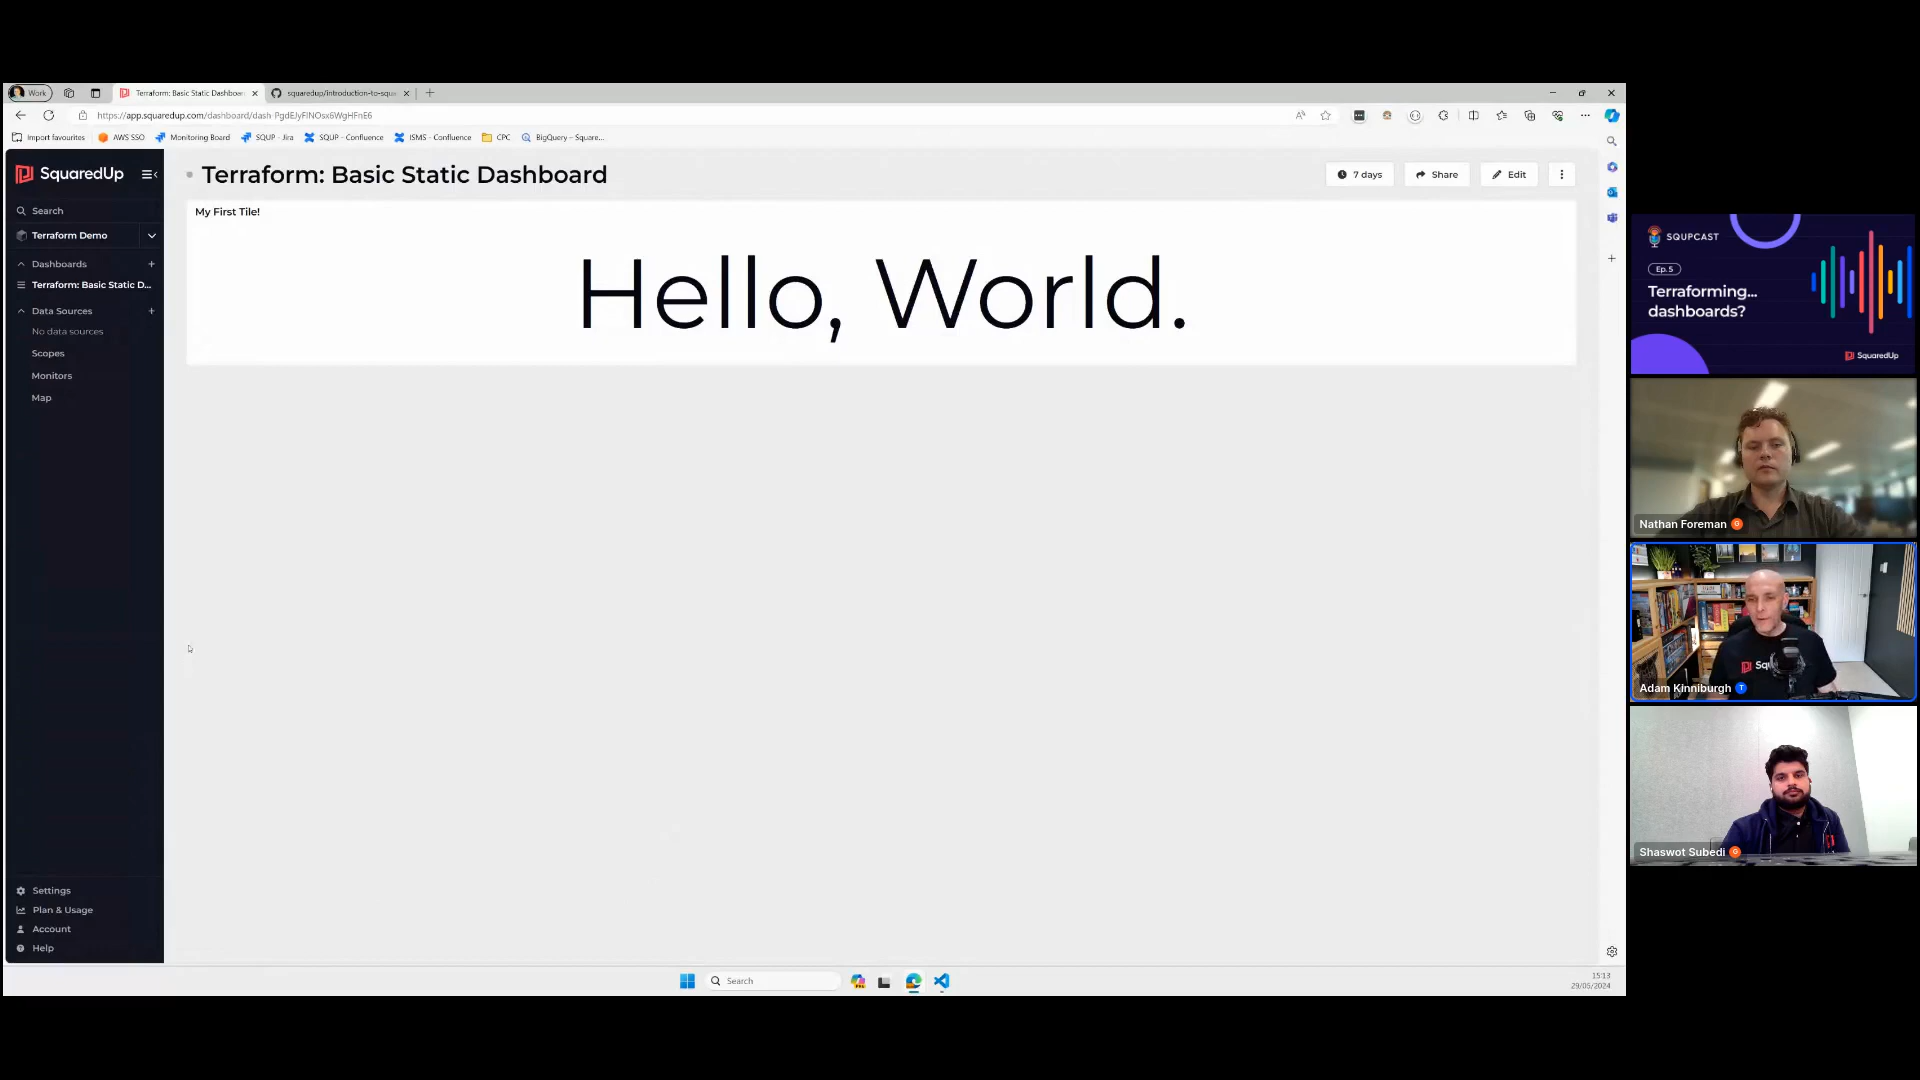 Work
Terraform: Basic Static Dashboar
squaredup/introduction-to-squa
https://app.squaredup.com/dashboard/dash-PgdEJyFINOsx6WgHFnE6
Import favourites
AWS SSO
Monitoring Board
SQUP - Jira
SQUP - Confluence
ISMS - Confluence
CPC
BigQuery – Square...
SquaredUp
Search
Terraform Demo
Dashboards
Terraform: Basic Static D...
Data Sources
No data sources
Scopes
Monitors
Map
Settings
Plan & Usage
Account
Help
Terraform: Basic Static Dashboard
7 days
Share
Edit
My First Tile!
Hello, World.
Search
15:13
29/05/2024
SQUPCAST
Ep.5
Terraforming...
dashboards?
SquaredUp
Nathan Foreman G
Squ
Adam Kinniburgh T
Shaswot Subedi G